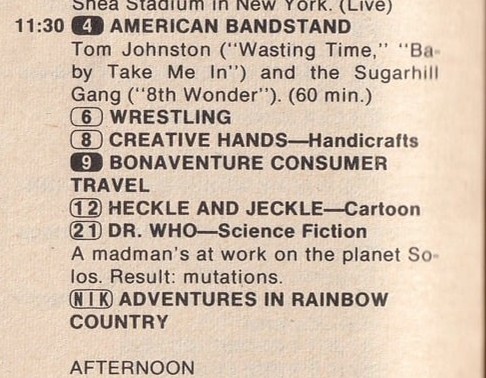 Shea Stadium in New York. (Live)
11:30 4 AMERICAN BANDSTAND
Tom Johnston (“Wasting Time,” “Ba-
by Take Me In”) and the Sugarhill
Gang (“8th Wonder”). (60 min.)
6 WRESTLING
8 CREATIVE HANDS—Handicrafts
9 BONAVENTURE CONSUMER
TRAVEL
12 HECKLE AND JECKLE—Cartoon
21 DR. WHO—Science Fiction
A madman's at work on the planet So-
los. Result: mutations.
NIK ADVENTURES IN RAINBOW
COUNTRY
AFTERNOON